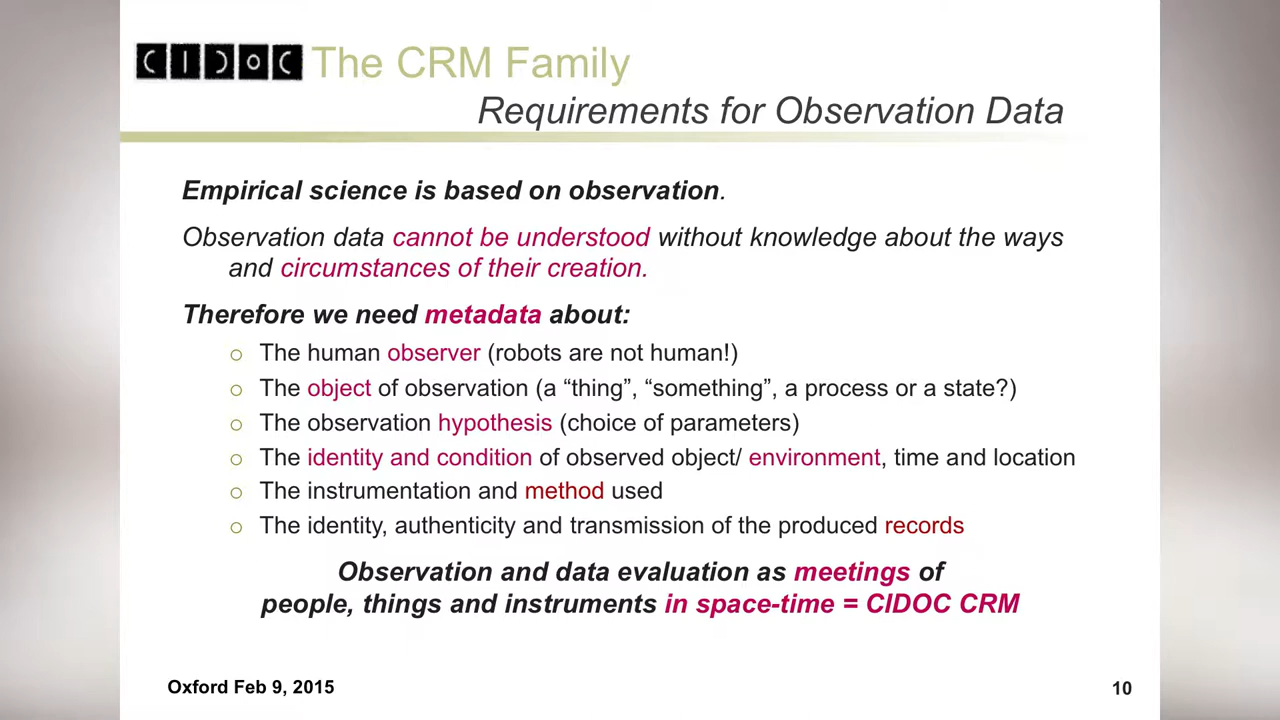 CIDOC The CRM Family
Requirements for Observation Data
Empirical science is based on observation.
Observation data cannot be understood without knowledge about the ways
and circumstances of their creation.
Therefore we need metadata about:
○ The human observer (robots are not human!)
○ The object of observation (a “thing”, “something”, a process or a state?)
○ The observation hypothesis (choice of parameters)
○ The identity and condition of observed object/ environment, time and location
○ The instrumentation and method used
○ The identity, authenticity and transmission of the produced records
Observation and data evaluation as meetings of
people, things and instruments in space-time = CIDOC CRM
Oxford Feb 9, 2015
10